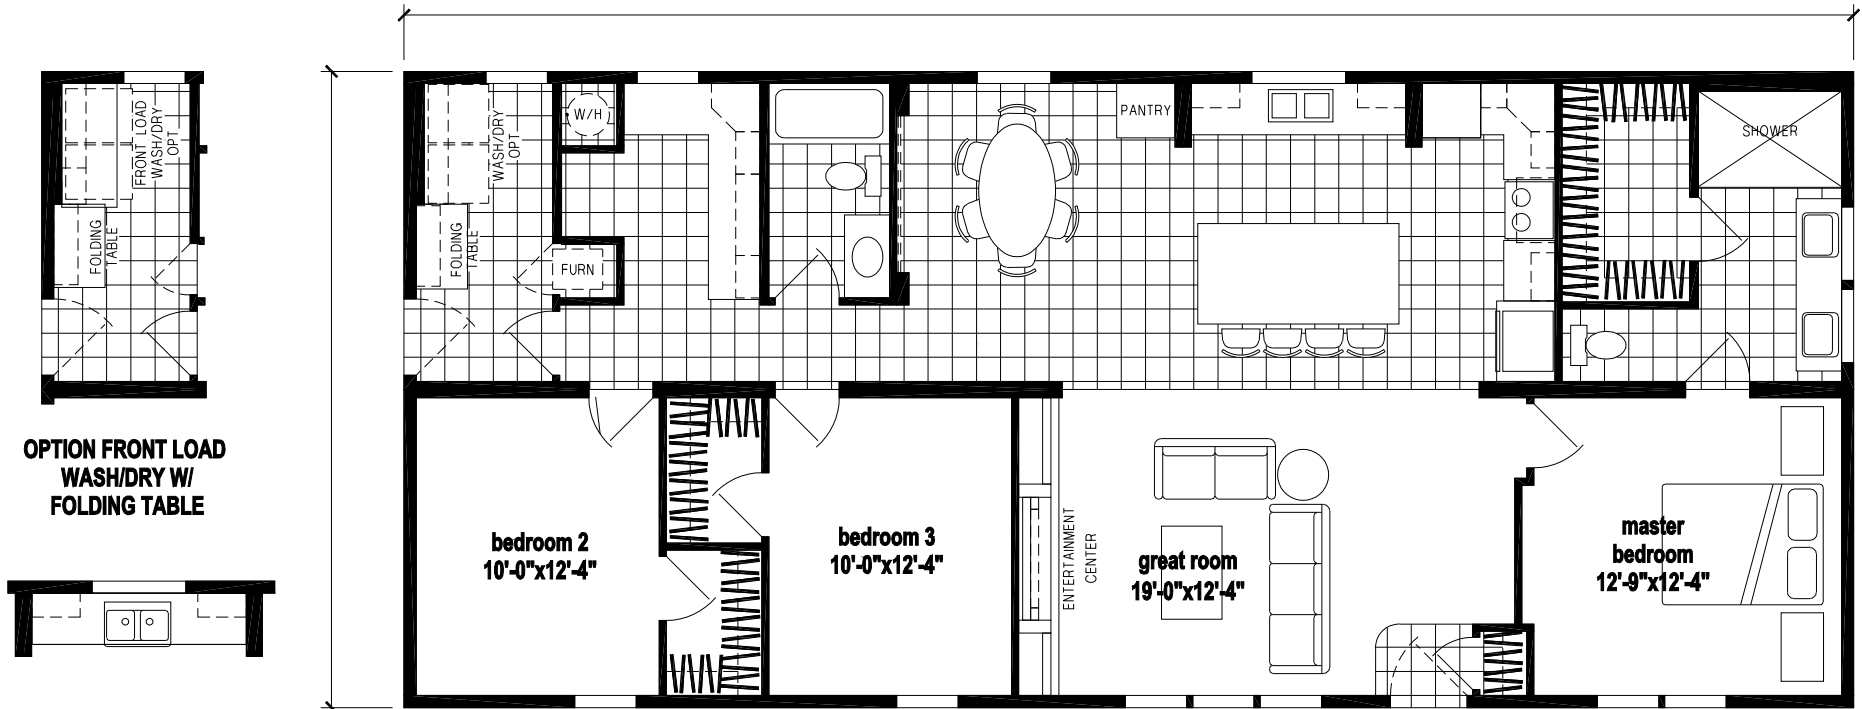 FRONT LOAD
WASH/DRY
OPT
FOLDING
TABLE
OPTION FRONT LOAD
WASH/DRY W/
FOLDING TABLE
WASH/DRY
OPT
FOLDING
TABLE
W/H
FURN
PANTRY
SHOWER
bedroom 2
10'-0"x12'-4"
bedroom 3
10'-0"x12'-4"
ENTERTAINMENT
CENTER
great room
19'-0"x12'-4"
master
bedroom
12'-9"x12'-4"